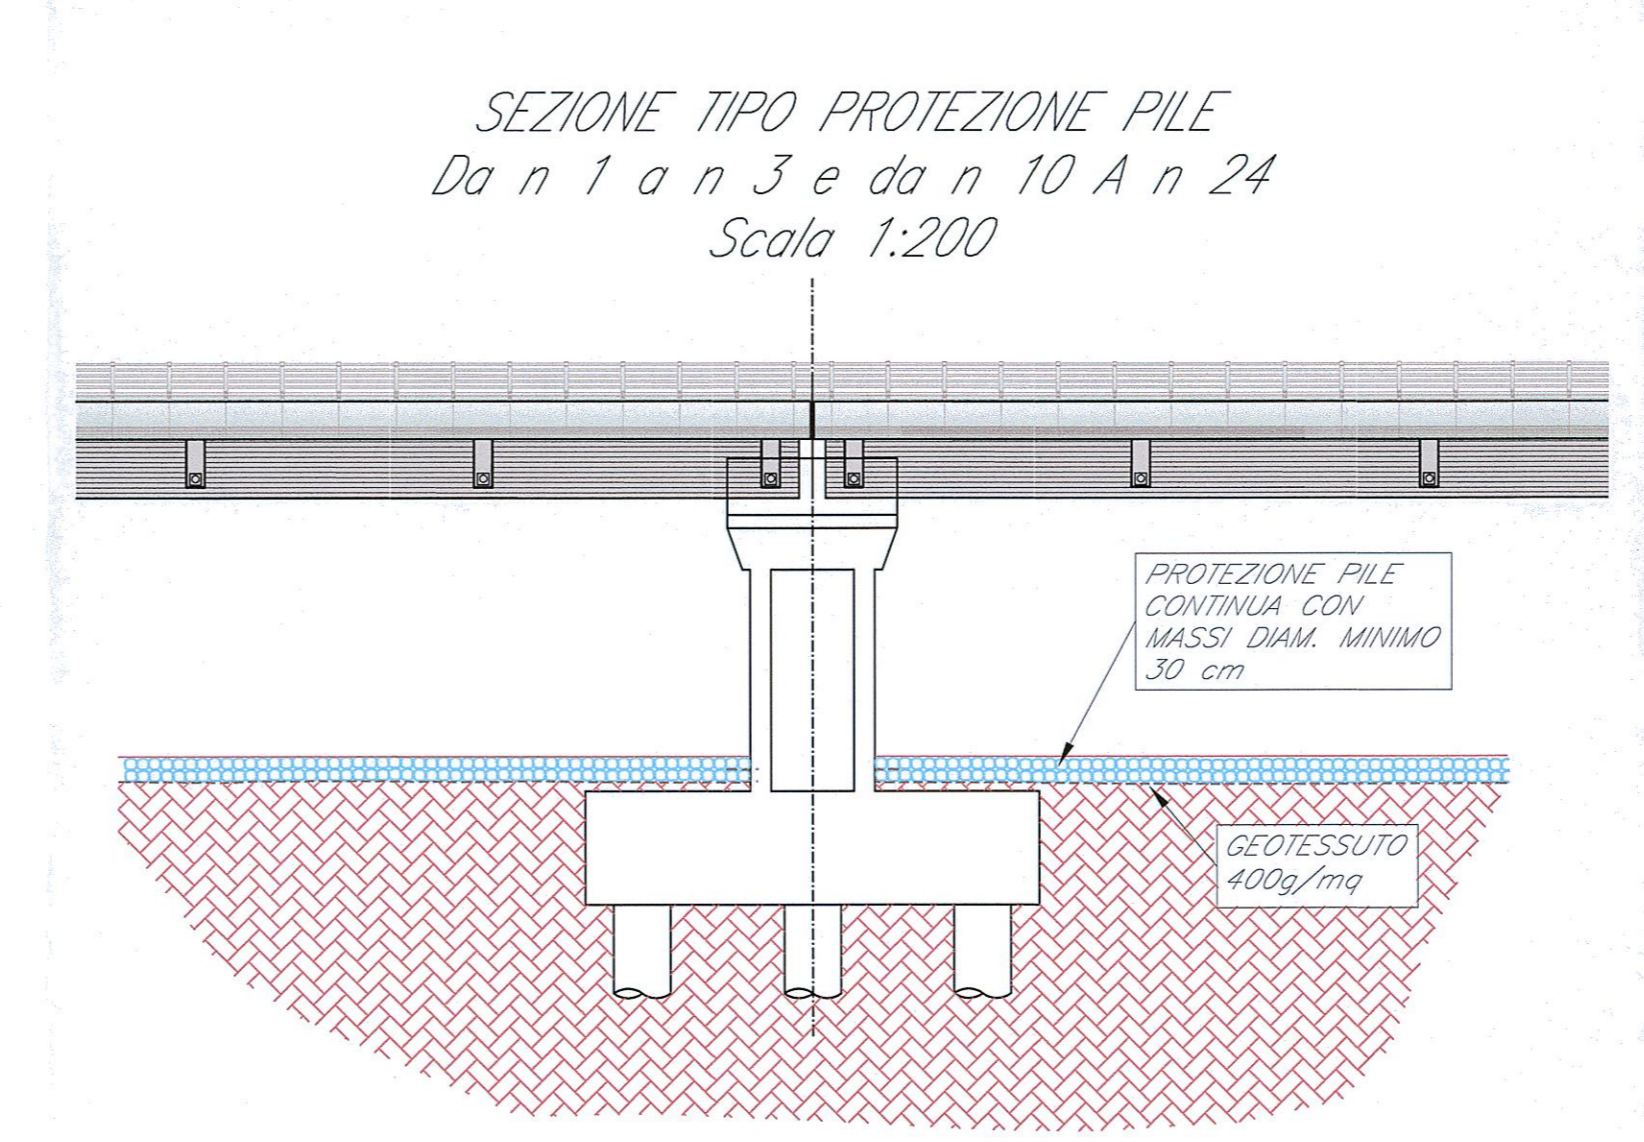 SEZIONE TIPO PROTEZIONE PILE
Da n 1 a n 3 e da n 10 A n 24
Scala 1:200
PROTEZIONE PILE
CONTINUA CON
MASSI DIAM. MINIMO
30 cm
GEOTESSUTO
400g/mq